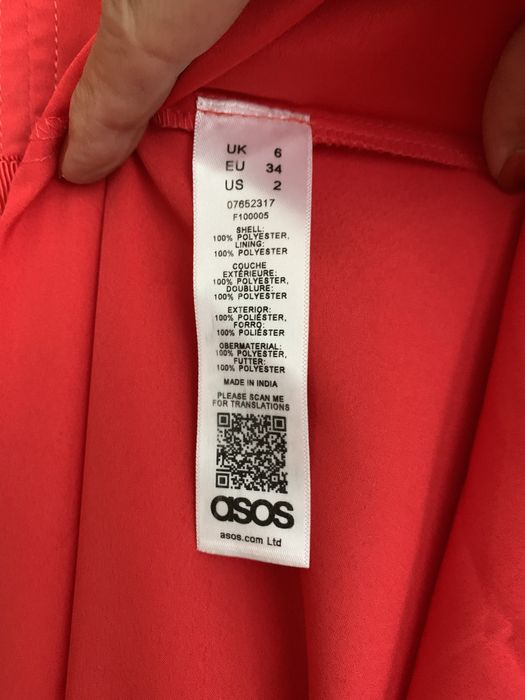 UK 6
EU 34
US 2
07652317
F100005
SHELL:
100% POLYESTER,
LINING:
100% POLYESTER
COUCHE
EXTÉRIEURE:
100% POLYESTER,
DOUBLURE:
100% POLYESTER
EXTERIOR:
100% POLIÉSTER,
FORRO:
100% POLIÉSTER
OBERMATERIAL:
100% POLYESTER,
FUTTER:
100% POLYESTER
MADE IN INDIA
PLEASE SCAN ME
FOR TRANSLATIONS
asos
asos.com Ltd